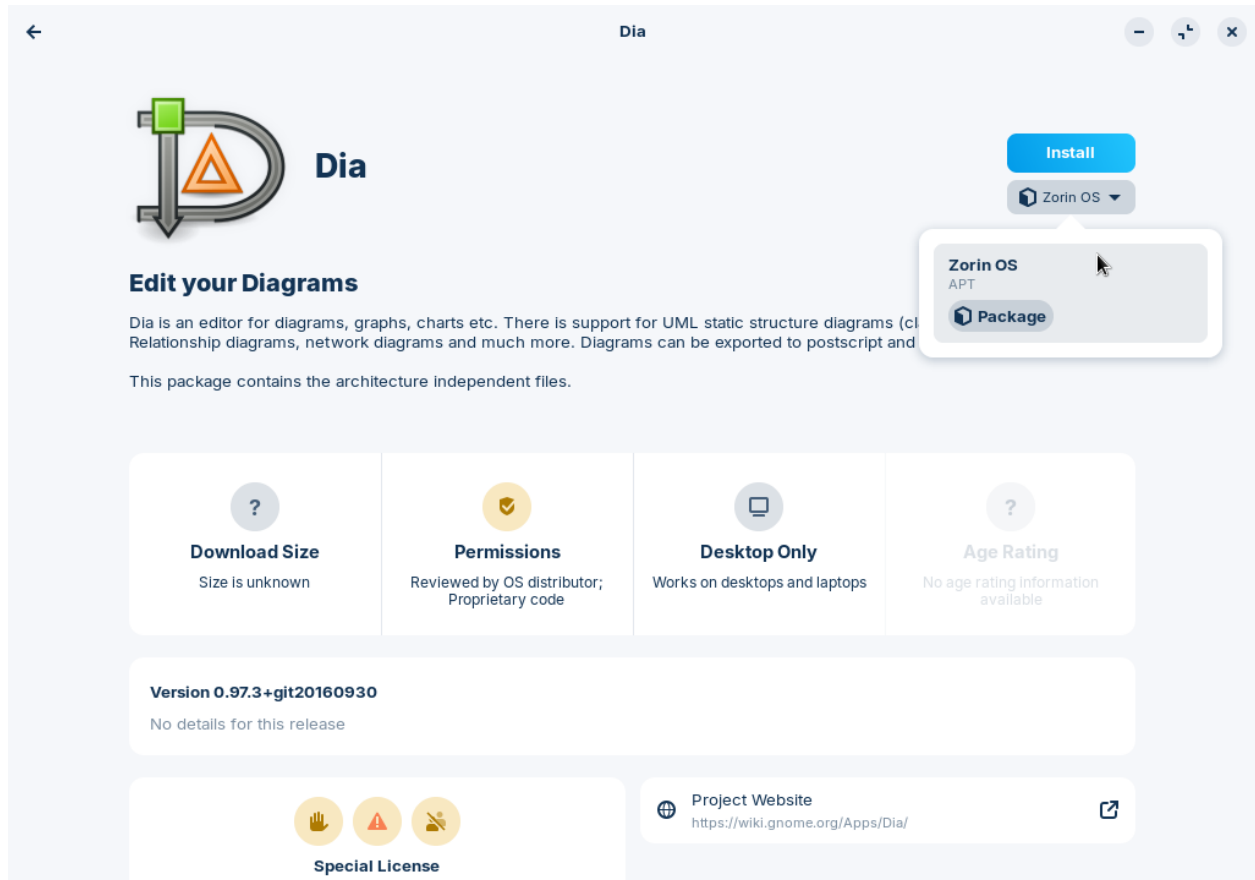 Dia
Dia
Install
Zorin OS
Zorin OS
APT
Package
Edit your Diagrams
Dia is an editor for diagrams, graphs, charts etc. There is support for UML static structure diagrams
Relationship diagrams, network diagrams and much more. Diagrams can be exported to postscript and
This package contains the architecture independent files.
?
Download Size
Size is unknown
Permissions
Reviewed by OS distributor;
Proprietary code
Desktop Only
Works on desktops and laptops
?
Age Rating
No age rating information
available
Version 0.97.3+git20160930
No details for this release
Special License
Project Website
https://wiki.gnome.org/Apps/Dia/